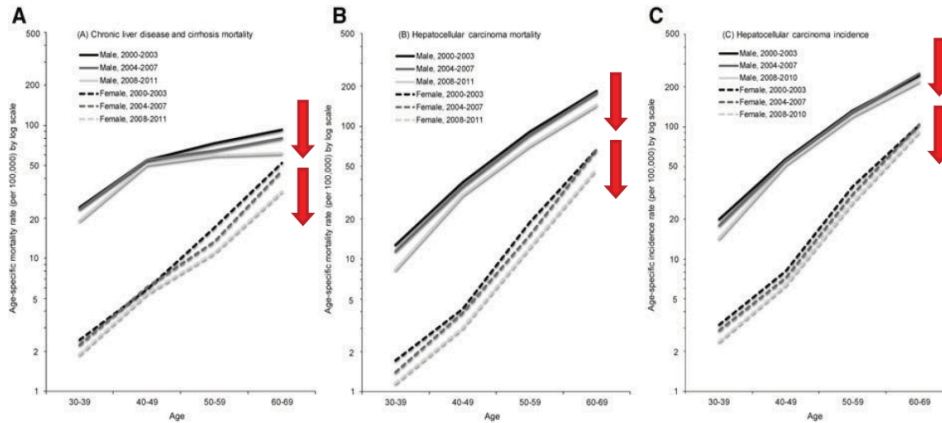 A
(A) Chronic liver disease and cirrhosis mortality
Male, 2000-2003
Male, 2004-2007
Male, 2008-2011
Female, 2000-2003
Female, 2004-2007
Female, 2008-2011
Age-specific mortality rate (per 100,000) by log scale
500
200
100
50
20
10
5
2
1
30-39
40-49
50-59
60-69
Age
B
(B) Hepatocellular carcinoma mortality
Male, 2000-2003
Male, 2004-2007
Male, 2008-2011
Female, 2000-2003
Female, 2004-2007
Female, 2008-2011
Age-specific mortality rate (per 100,000) by log scale
500
200
100
50
20
10
5
2
1
30-39
40-49
50-59
60-69
Age
C
(C) Hepatocellular carcinoma incidence
Male, 2000-2003
Male, 2004-2007
Male, 2008-2010
Female, 2000-2003
Female, 2004-2007
Female, 2008-2010
Age-specific incidence rate (per 100,000) by log scale
500
200
100
50
20
10
5
2
1
30-39
40-49
50-59
60-69
Age